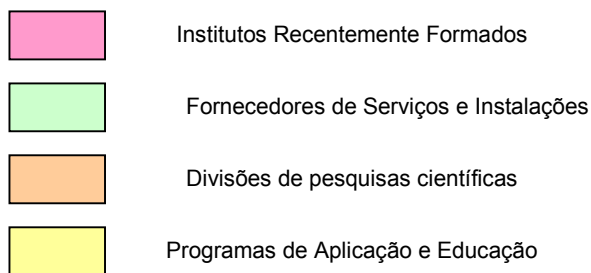 Institutos Recentemente Formados
Fornecedores de Serviços e Instalações
Divisões de pesquisas científicas
Programas de Aplicação e Educação